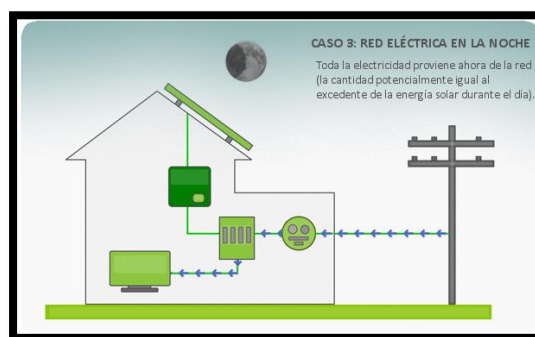 CASO 3: RED ELÉCTRICA EN LA NOCHE
Toda la electricidad proviene ahora de la red
(la cantidad potencialmente igual al
excedente de la energía solar durante el día).